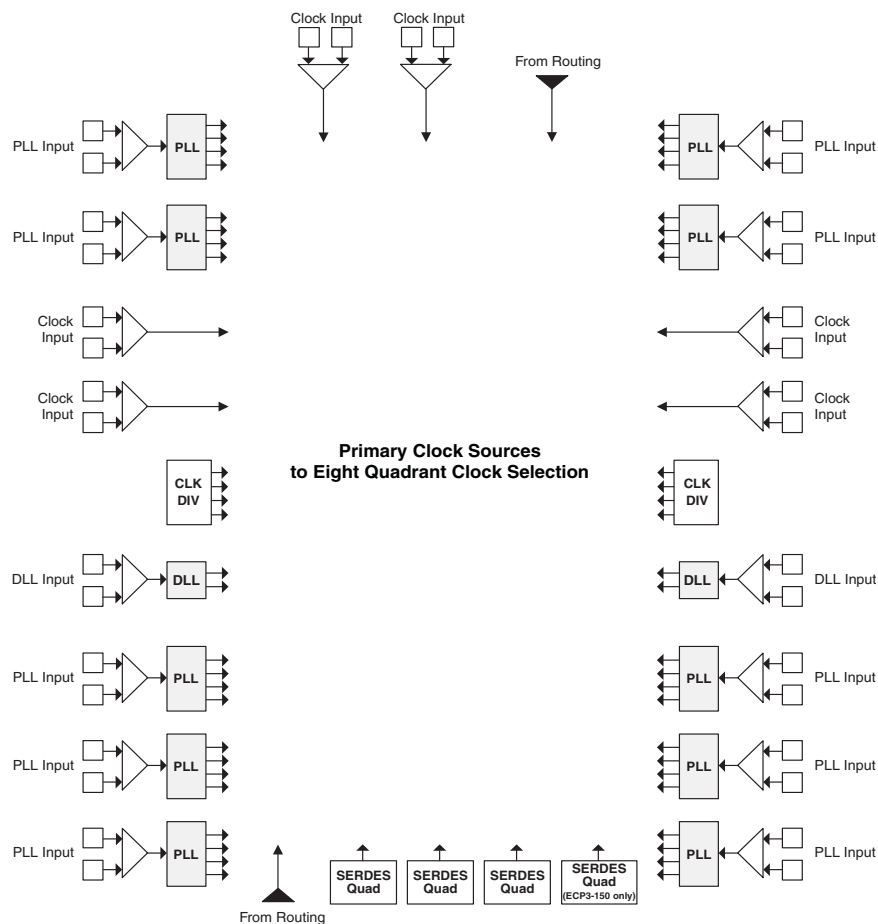 Clock Input Clock Input
From Routing
PLL Input PLL PLL PLL Input
PLL Input PLL PLL PLL Input
Clock
Input
Clock
Input
Clock
Input
Clock
Input
Primary Clock Sources
to Eight Quadrant Clock Selection
CLK
DIV
CLK
DIV
DLL Input DLL DLL DLL Input
PLL Input PLL PLL PLL Input
PLL Input PLL PLL PLL Input
PLL Input PLL PLL PLL Input
SERDES
Quad
SERDES
Quad
SERDES
Quad
SERDES
Quad
(ECP3-150 only)
From Routing